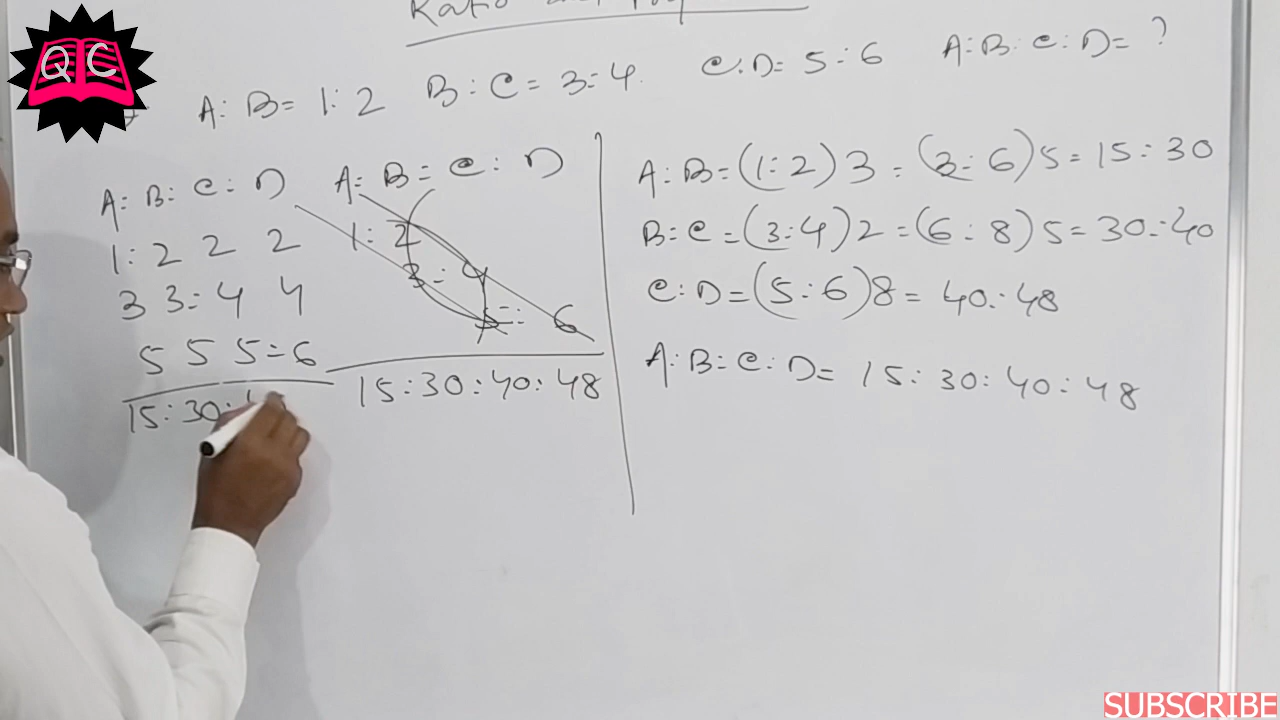 Ratio
QC
A: B= 1:2 B:C=3:4. C:D=5:6 A:B:C:D= ?
A: B: C: D
1:2 2 2
3 3:4 4
5 5 5:6
15:30:
A: B: C: D
1:2
3:4
5: 6
15:30:40:48
A:B=(1:2)3=(3:6)5=15:30
B:C=(3:4)2=(6:8)5=30:40
C:D=(5:6)8=40:48
A:B:C:D= 15:30:40:48
SUBSCRIBE